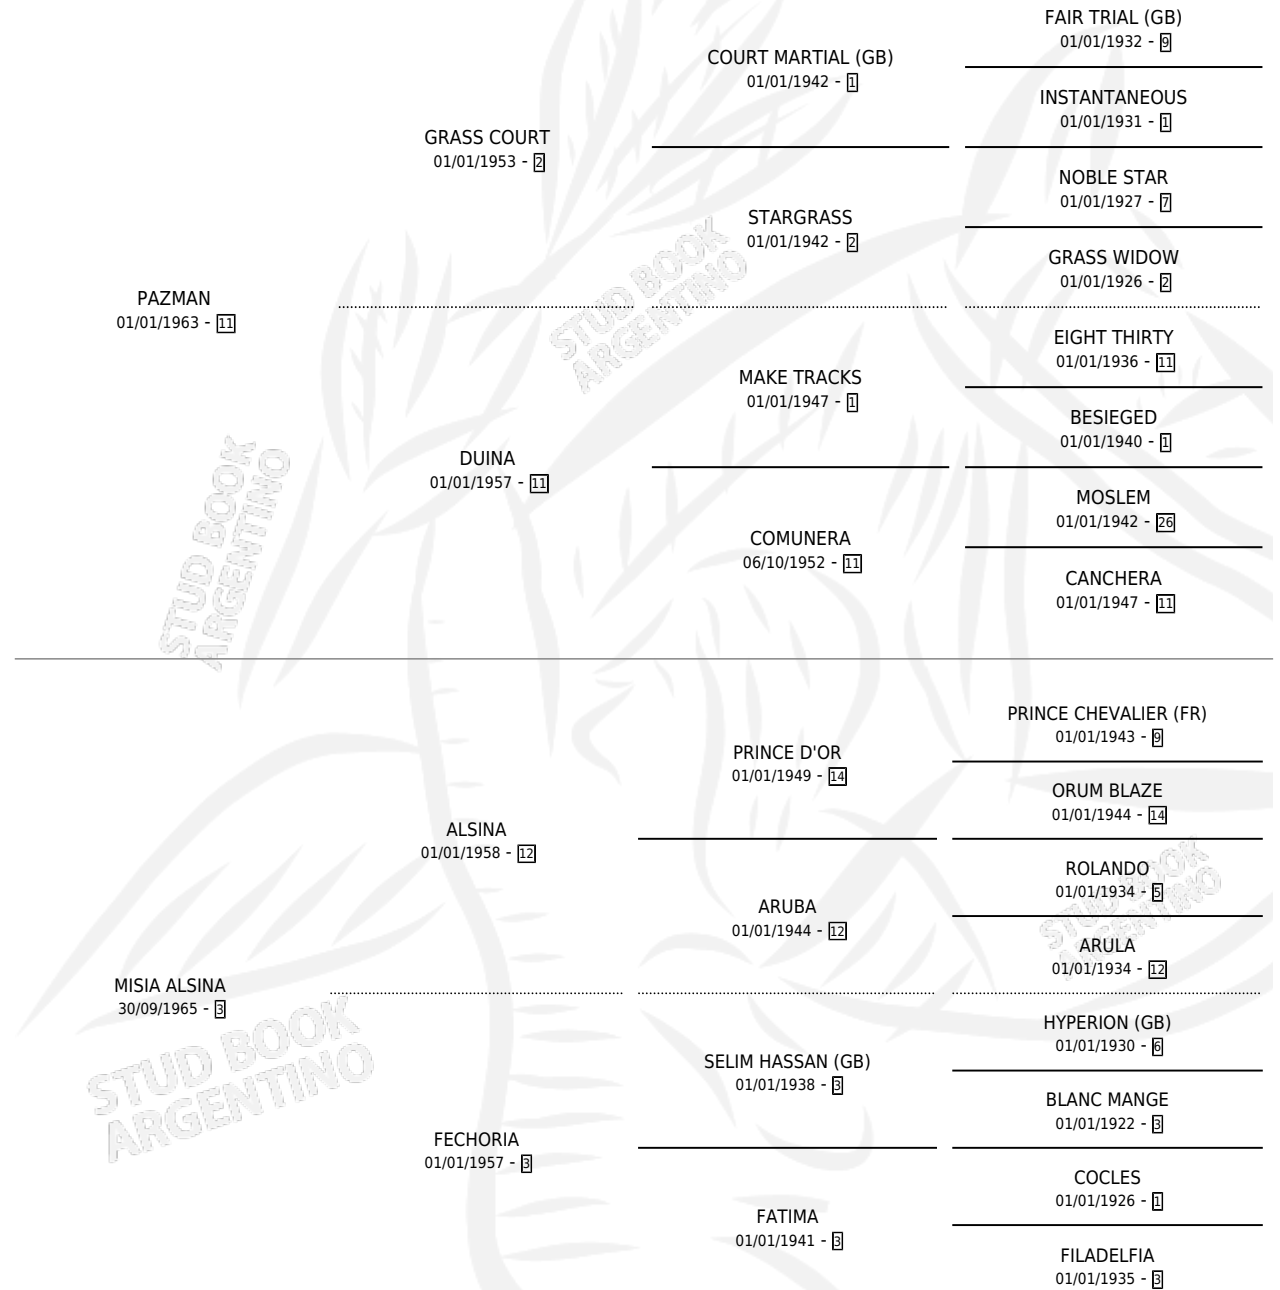 FAIR TRIAL (GB)
01/01/1932 - 9
COURT MARTIAL (GB)
01/01/1942 - 1
INSTANTANEOUS
01/01/1931 - 1
GRASS COURT
01/01/1953 - 2
NOBLE STAR
01/01/1927 - 7
STARGRASS
01/01/1942 - 2
GRASS WIDOW
01/01/1926 - 2
STUD BOOK
ARGENTINO
PAZMAN
01/01/1963 - 11
EIGHT THIRTY
01/01/1936 - 11
MAKE TRACKS
01/01/1947 - 1
BESIEGED
01/01/1940 - 1
DUINA
01/01/1957 - 11
MOSLEM
01/01/1942 - 26
COMUNERA
06/10/1952 - 11
CANCHERA
01/01/1947 - 11
STUD BOOK
ARGENTINO
PRINCE CHEVALIER (FR)
01/01/1943 - 9
PRINCE D'OR
01/01/1949 - 14
ORUM BLAZE
01/01/1944 - 14
ALSINA
01/01/1958 - 12
ROLANDO
01/01/1934 - 5
ARUBA
01/01/1944 - 12
ARULA
01/01/1934 - 12
STUD BOOK
ARGENTINO
MISIA ALSINA
30/09/1965 - 3
HYPERION (GB)
01/01/1930 - 6
SELIM HASSAN (GB)
01/01/1938 - 3
BLANC MANGE
01/01/1922 - 3
STUD BOOK
ARGENTINO
FECHORIA
01/01/1957 - 3
COCLES
01/01/1926 - 1
FATIMA
01/01/1941 - 3
FILADELFIA
01/01/1935 - 3